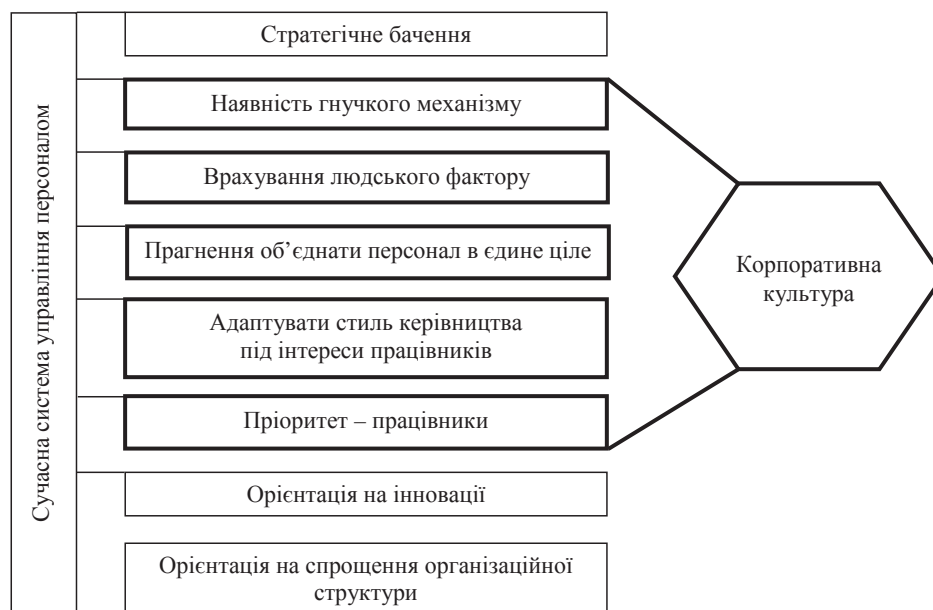 Сучасна система управління персоналом
Стратегічне бачення
Наявність гнучкого механізму
Врахування людського фактору
Прагнення об’єднати персонал в єдине ціле
Адаптувати стиль керівництва
під інтереси працівників
Пріоритет – працівники
Орієнтація на інновації
Орієнтація на спрощення організаційної
структури
Корпоративна
культура